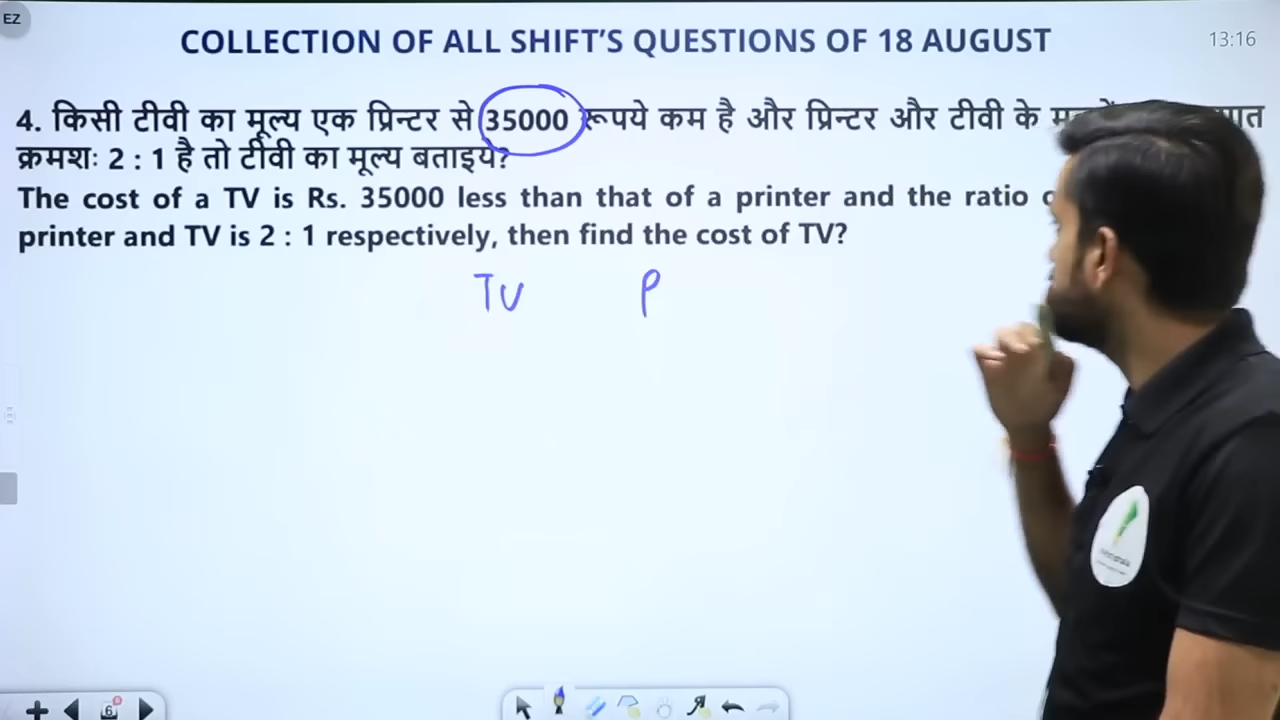 EZ
COLLECTION OF ALL SHIFT’S QUESTIONS OF 18 AUGUST
13:16
4. किसी टीवी का मूल्य एक प्रिन्टर से 35000 रूपये कम है और प्रिन्टर और टीवी के
क्रमशः 2 : 1 है तो टीवी का मूल्य बताइये?
The cost of a TV is Rs. 35000 less than that of a printer and the ratio
printer and TV is 2 : 1 respectively, then find the cost of TV?
TV P
6